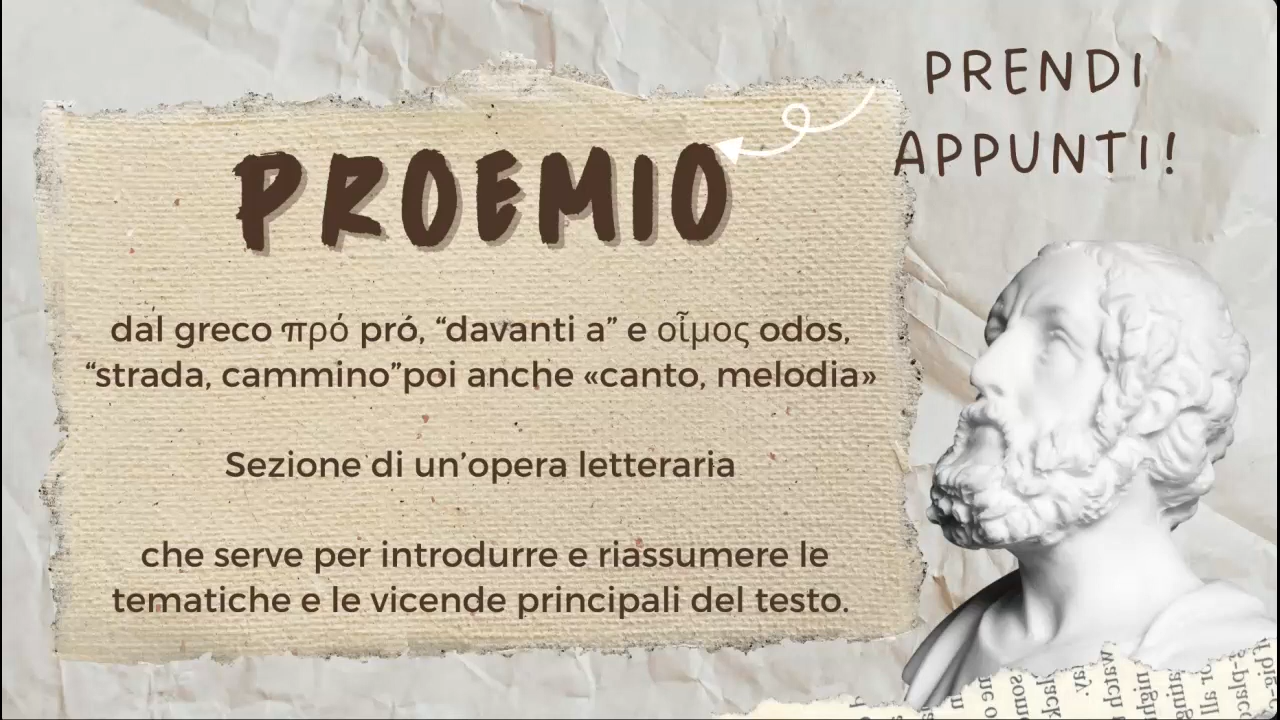 PRENDI
APPUNTI!
PROEMIO
dal greco πρό pró, “davanti a” e οἶμος odos,
“strada, cammino”poi anche «canto, melodia»
Sezione di un’opera letteraria
che serve per introdurre e riassumere le
tematiche e le vicende principali del testo.